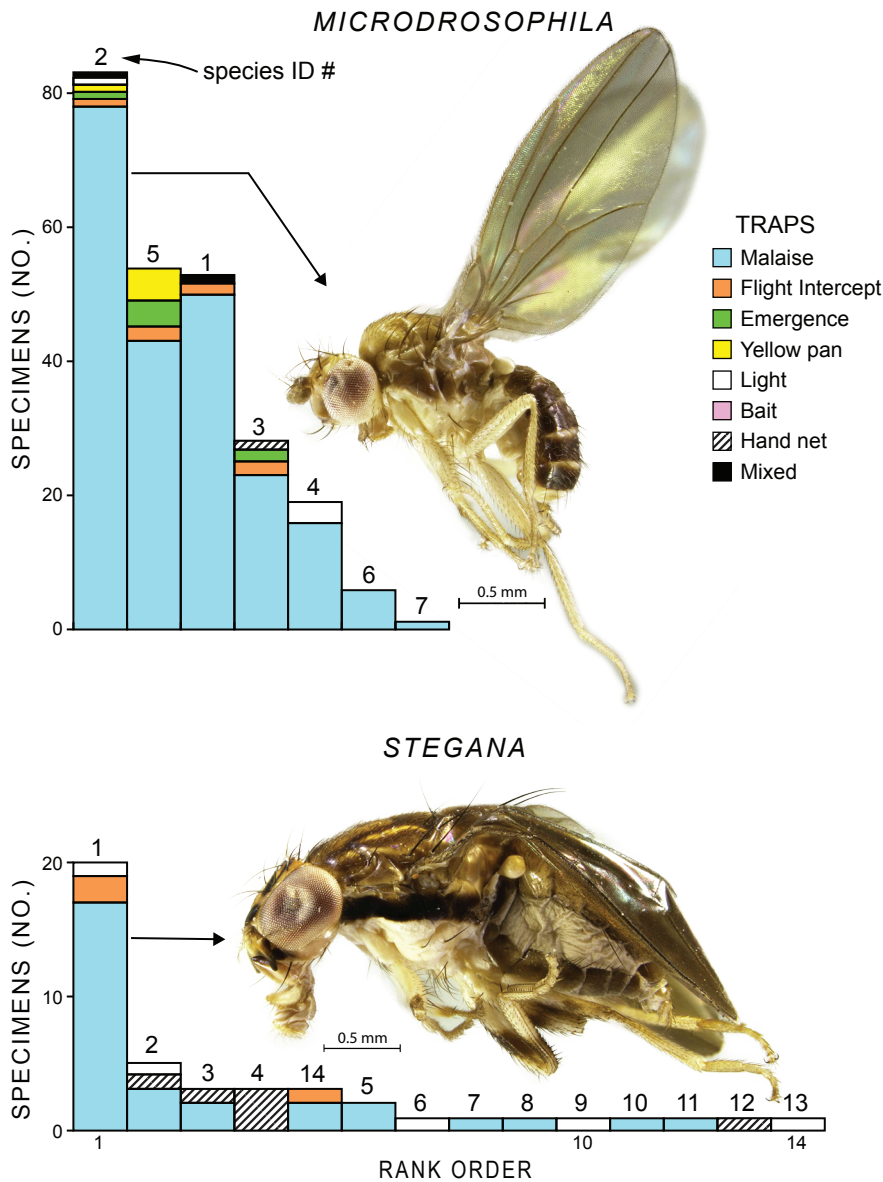 MICRODROSOPHILA
2
species ID #
80
60
40
20
0
SPECIMENS (NO.)
5
1
3
4
6
7
0.5 mm
TRAPS
Malaise
Flight Intercept
Emergence
Yellow pan
Light
Bait
Hand net
Mixed
STEGANA
20
10
0
SPECIMENS (NO.)
1
2
3
4
14
5
6
7
8
9
10
11
12
13
0.5 mm
1
10
14
RANK ORDER